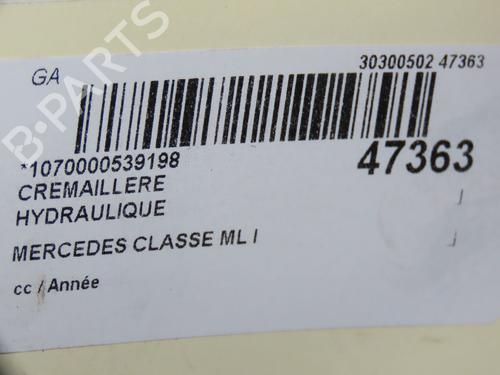 GA
30300502 47363
*1070000539198
47363
CREMAILLERE
HYDRAULIQUE
MERCEDES CLASSE ML I
cc / Année
B-PARTS